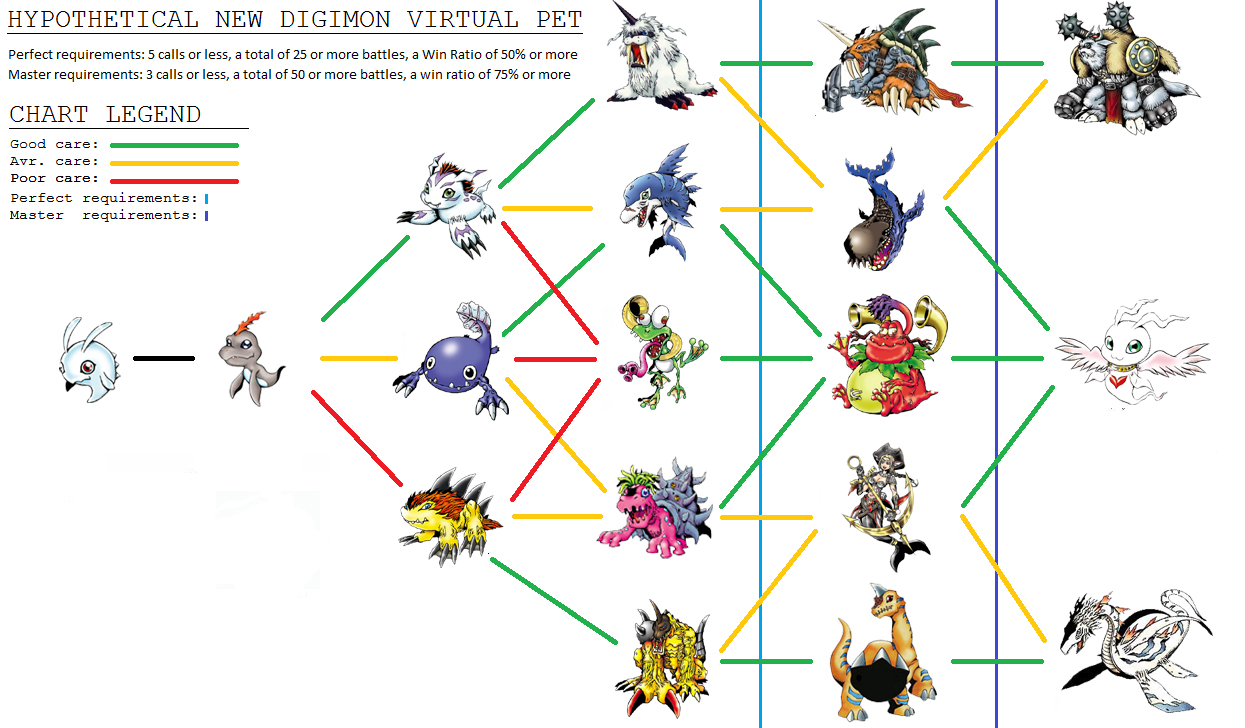 HYPOTHETICAL NEW DIGIMON VIRTUAL PET
Perfect requirements: 5 calls or less, a total of 25 or more battles, a Win Ratio of 50% or more
Master requirements: 3 calls or less, a total of 50 or more battles, a win ratio of 75% or more
CHART LEGEND
Good care:
Avr. care:
Poor care:
Perfect requirements:
Master requirements: